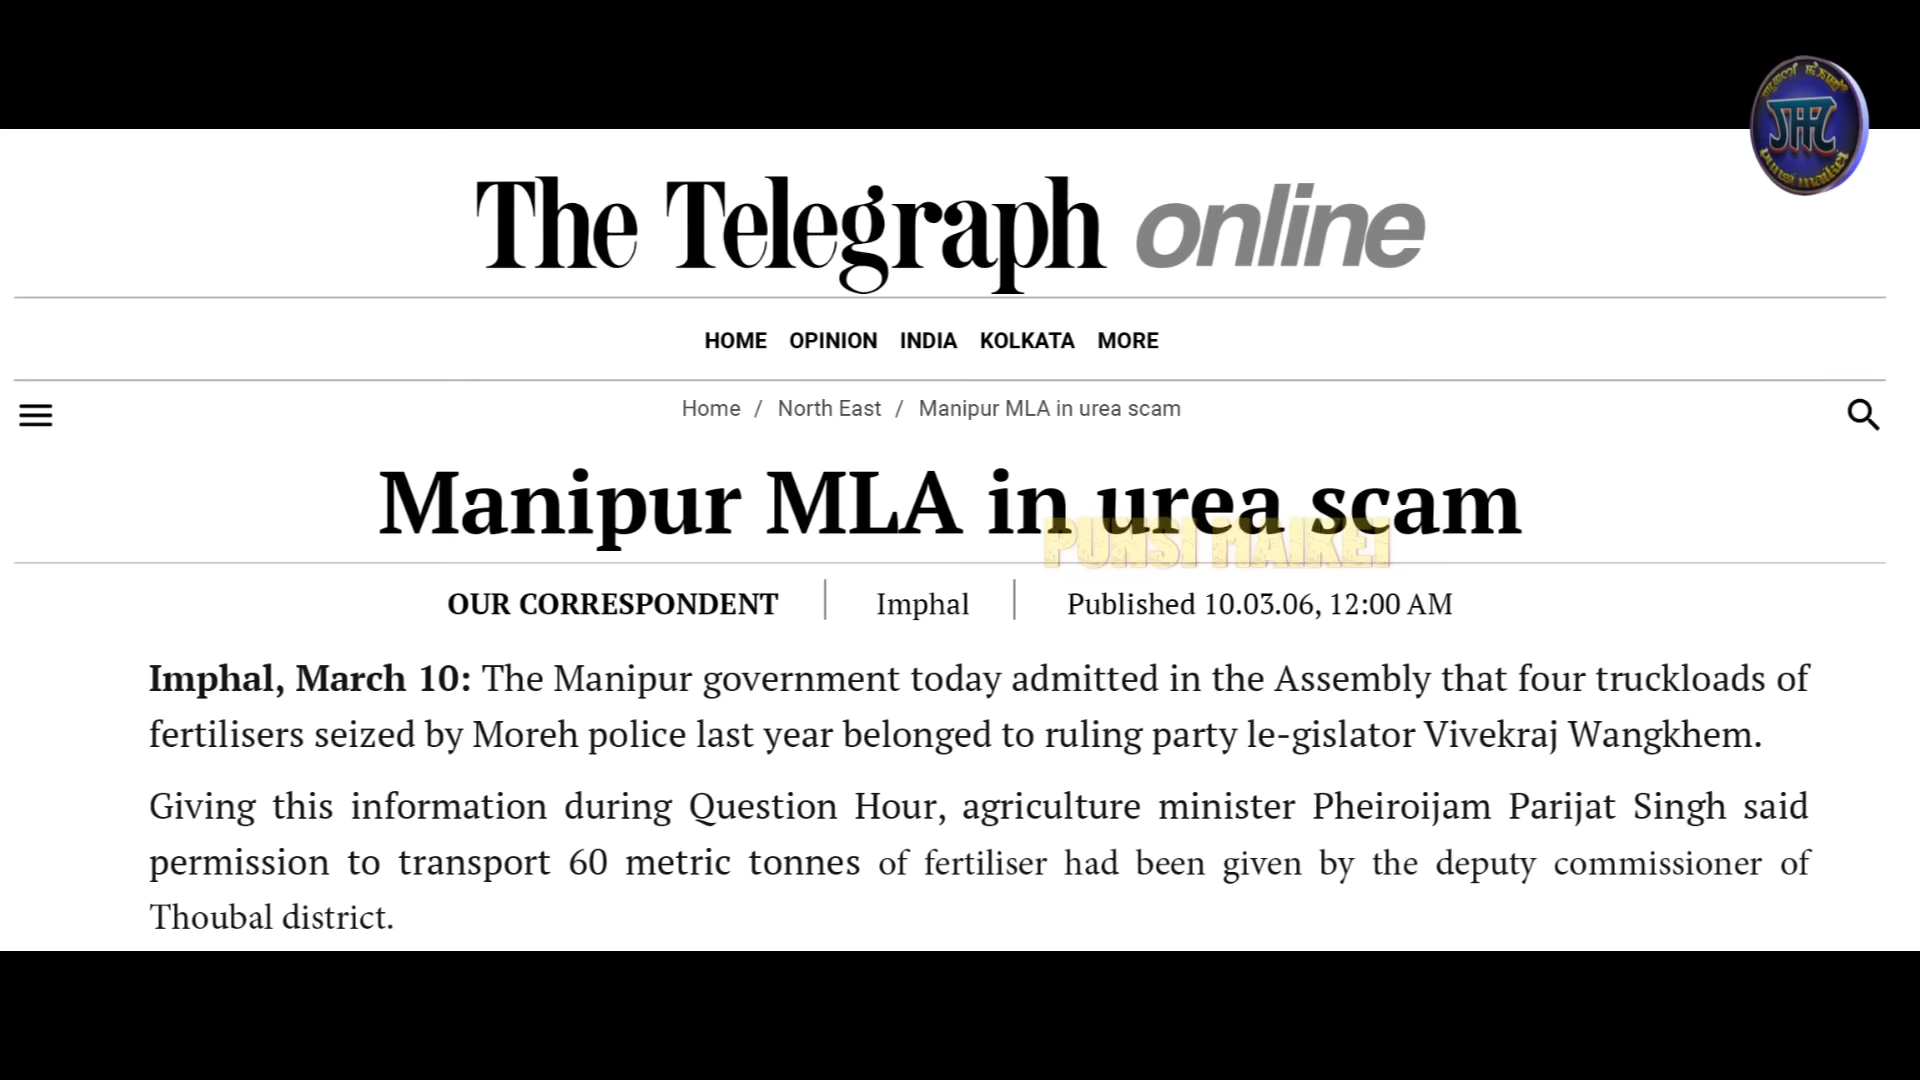 The Telegraph online
HOME OPINION INDIA KOLKATA MORE
Home / North East / Manipur MLA in urea scam
Manipur MLA in urea scam
PUNSI MAIKEI
OUR CORRESPONDENT | Imphal | Published 10.03.06, 12:00 AM
Imphal, March 10: The Manipur government today admitted in the Assembly that four truckloads of
fertilisers seized by Moreh police last year belonged to ruling party le-gislator Vivekraj Wangkhem.
Giving this information during Question Hour, agriculture minister Pheiroijam Parijat Singh said
permission to transport 60 metric tonnes of fertiliser had been given by the deputy commissioner of
Thoubal district.
punsi maikei